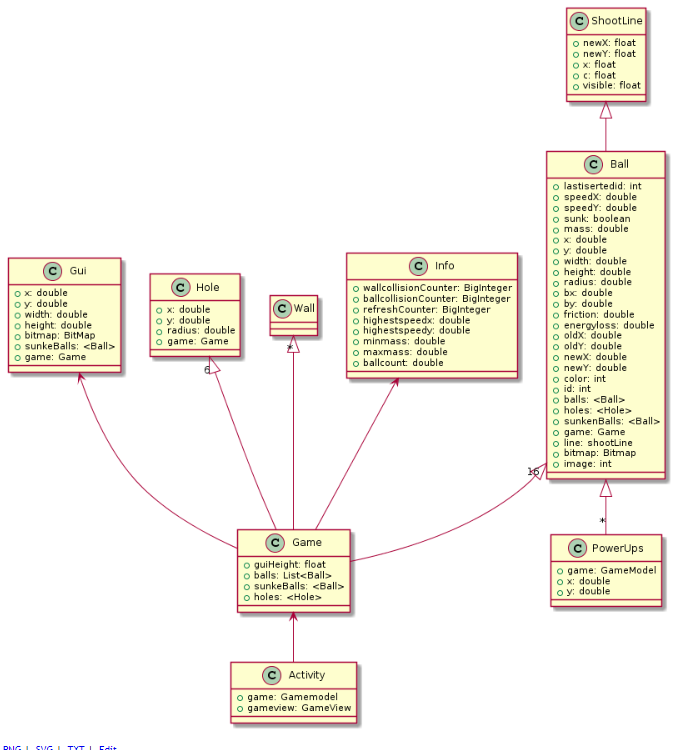 C ShootLine
newX: float
newY: float
x: float
c: float
visible: float
C Ball
lastisertedid: int
speedX: double
speedY: double
sunk: boolean
mass: double
x: double
y: double
width: double
height: double
radius: double
bx: double
by: double
friction: double
energyloss: double
oldX: double
oldY: double
newX: double
newY: double
color: int
id: int
balls: <Ball>
holes: <Hole>
sunkenBalls: <Ball>
game: Game
line: shootLine
bitmap: Bitmap
image: int
C Gui
x: double
y: double
width: double
height: double
bitmap: BitMap
sunkeBalls: <Ball>
game: Game
C Hole
x: double
y: double
radius: double
game: Game
6
C Wall
*
C Info
wallcollisionCounter: BigInteger
ballcollisionCounter: BigInteger
refreshCounter: BigInteger
highestspeedx: double
highestspeedy: double
minmass: double
maxmass: double
ballcount: double
16
*
C Game
guiHeight: float
balls: List<Ball>
sunkeBalls: <Ball>
holes: <Hole>
C PowerUps
game: GameModel
x: double
y: double
C Activity
game: Gamemodel
gameview: GameView
PNG | SVG | TXT | Edit